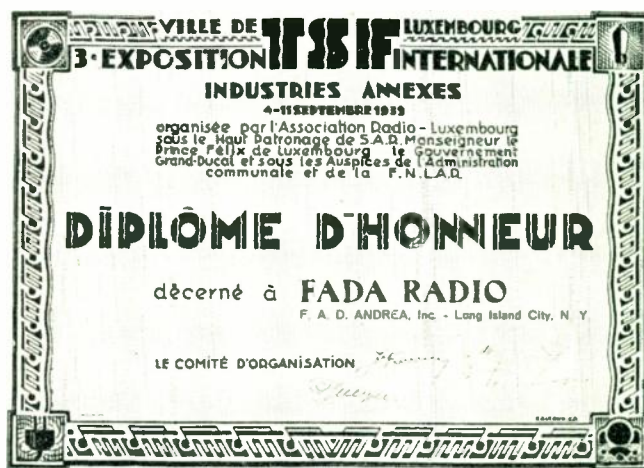 VILLE DE TSF LUXEMBOURG
3e EXPOSITION INTERNATIONALE
INDUSTRIES ANNEXES
4-11 SEPTEMBRE 1932
organisée par l'Association Radio-Luxembourg
sous le Haut Patronage de S.A.R. Monseigneur le
Prince Félix de Luxembourg le Gouvernement
Grand-Ducal et sous les Auspices de l'Administration
communale et de la F.N.L.A.R.
DIPLÔME D'HONNEUR
décerné à FADA RADIO
F. A. D. ANDREA, Inc. - Long Island City, N. Y.
LE COMITÉ D'ORGANISATION